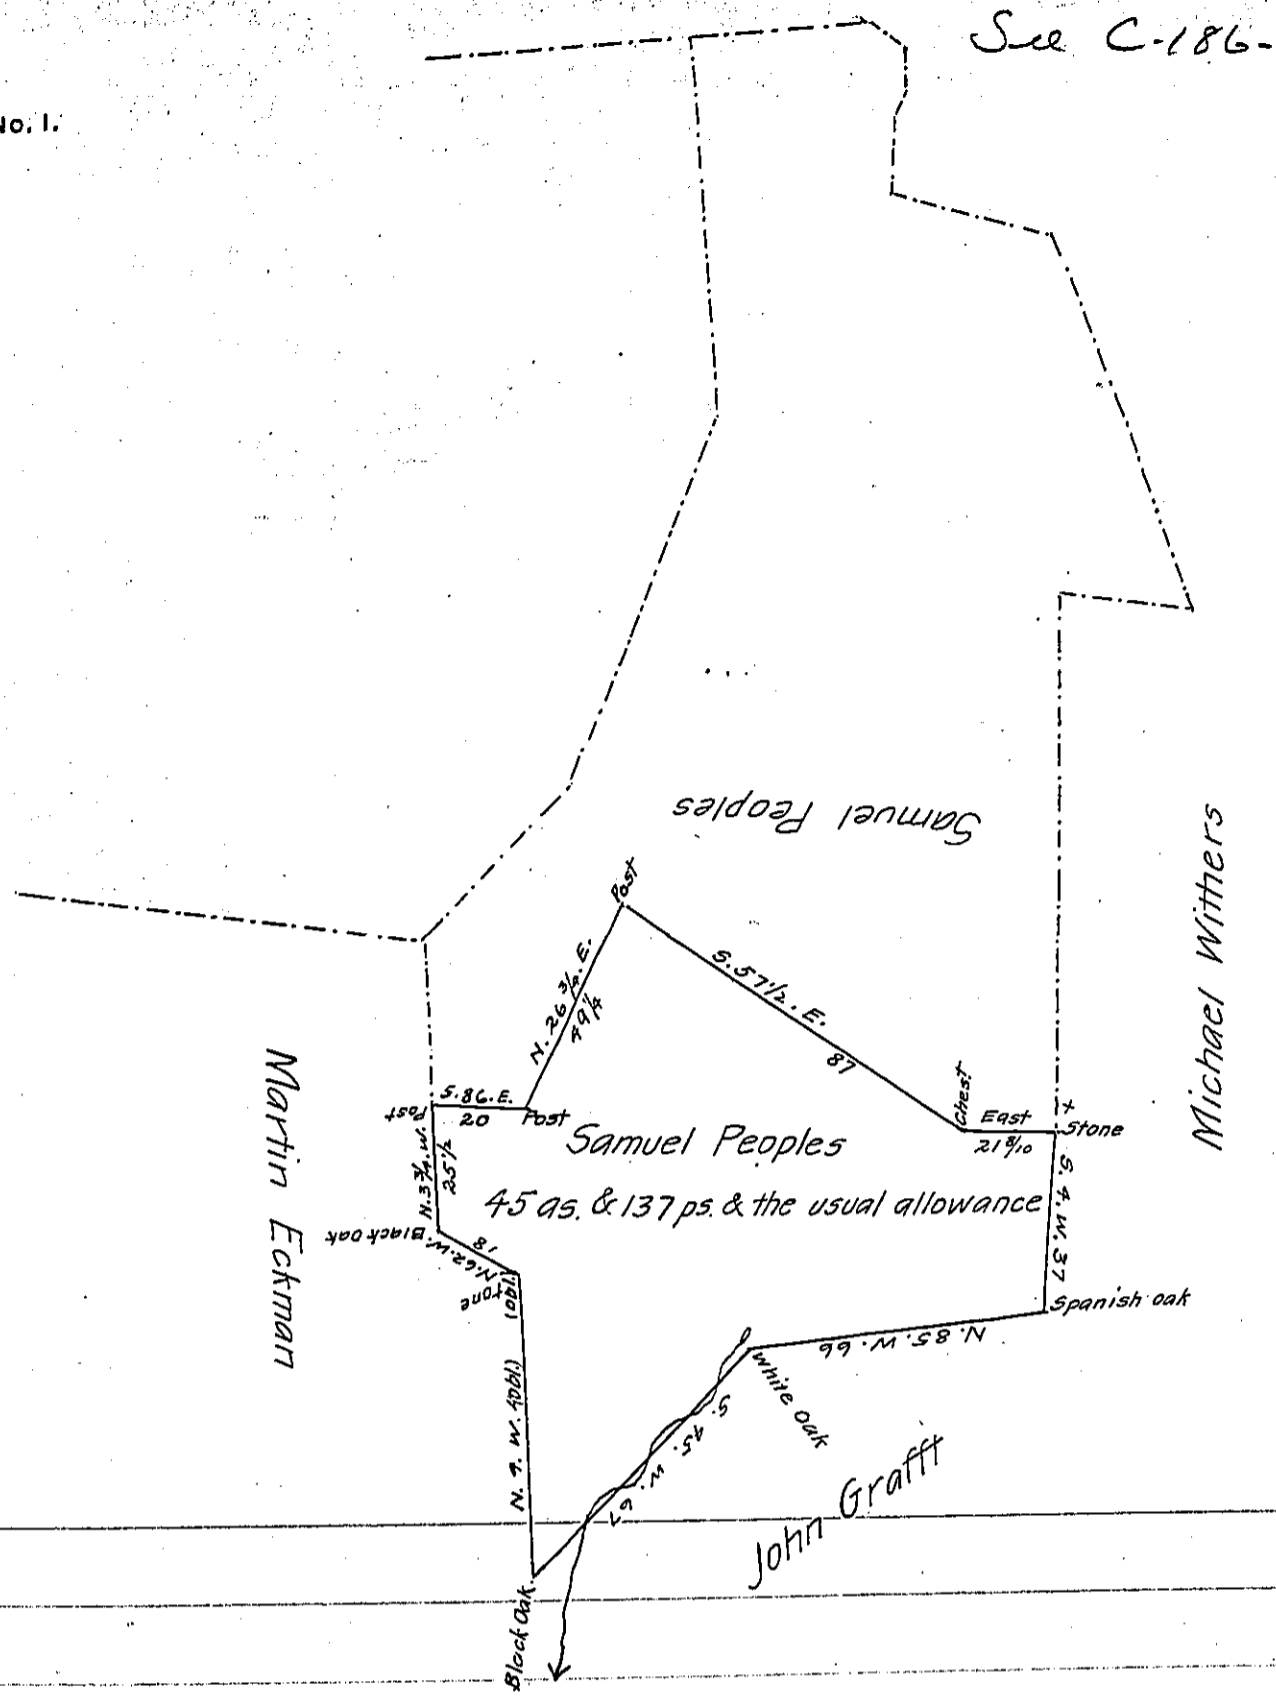 See C-186-
No. 1.
Samuel Peoples
Michael Withers
Martin Eckman
Post
N. 26 3/4. E.
49 1/4
S. 57 1/2. E.
87
Chest
East
21 8/10
+
Stone
Post
S. 86. E.
20
Post
N. 3 3/4. W.
25 1/2
Samuel Peoples
45 as. & 137 ps. & the usual allowance
S. 4. W. 37
Black oak
N. 62. W.
18
Spanish oak
N. 85. W. 66
White Oak
S. 45. W. 67
John Grafft
Black Oak